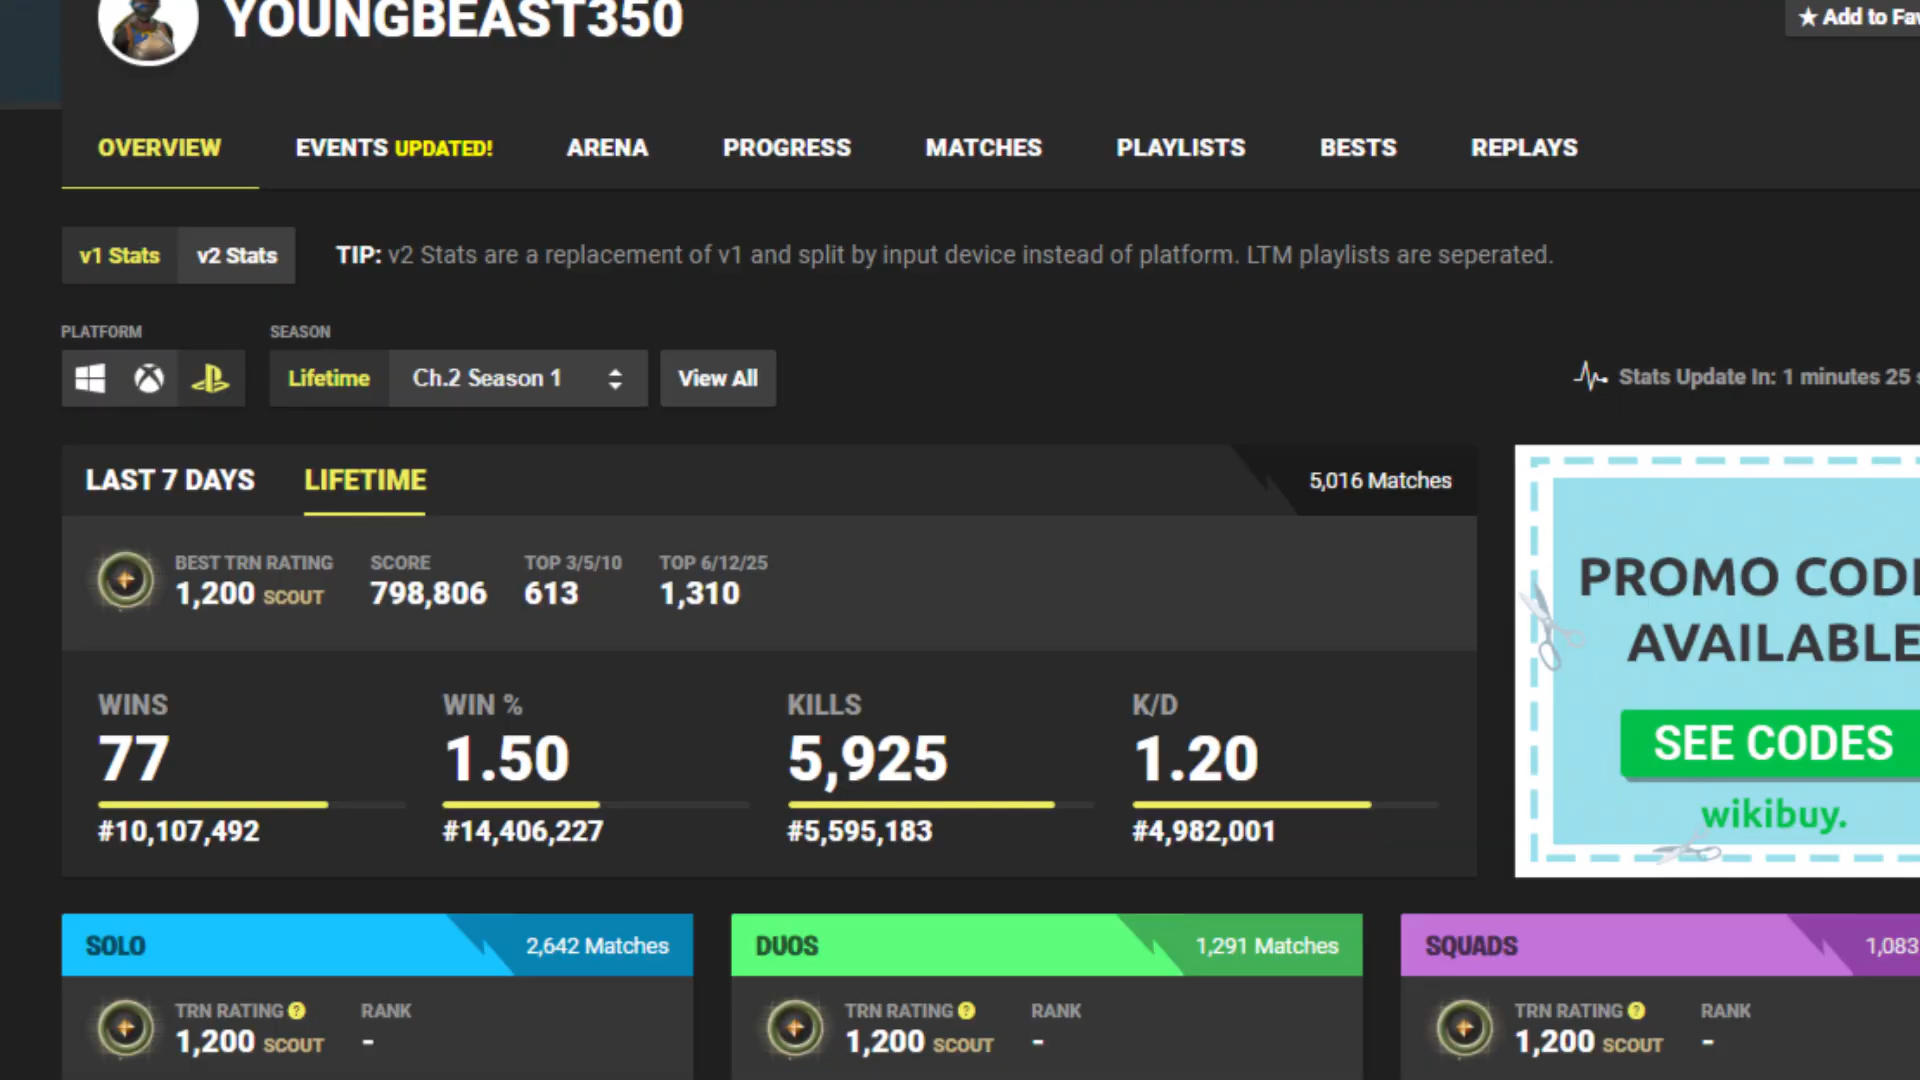 YOUNGBEAST350
★ Add to Fav
OVERVIEW EVENTS UPDATED! ARENA PROGRESS MATCHES PLAYLISTS BESTS REPLAYS
v1 Stats v2 Stats TIP: v2 Stats are a replacement of v1 and split by input device instead of platform. LTM playlists are seperated.
PLATFORM SEASON
Lifetime Ch.2 Season 1 View All Stats Update In: 1 minutes 25 s
LAST 7 DAYS LIFETIME 5,016 Matches
BEST TRN RATING SCORE TOP 3/5/10 TOP 6/12/25
1,200 SCOUT 798,806 613 1,310
WINS WIN % KILLS K/D
77 1.50 5,925 1.20
#10,107,492 #14,406,227 #5,595,183 #4,982,001
PROMO CODE
AVAILABLE
SEE CODES
wikibuy.
SOLO 2,642 Matches DUOS 1,291 Matches SQUADS 1,083
TRN RATING ? RANK TRN RATING ? RANK TRN RATING ? RANK
1,200 SCOUT - 1,200 SCOUT - 1,200 SCOUT -